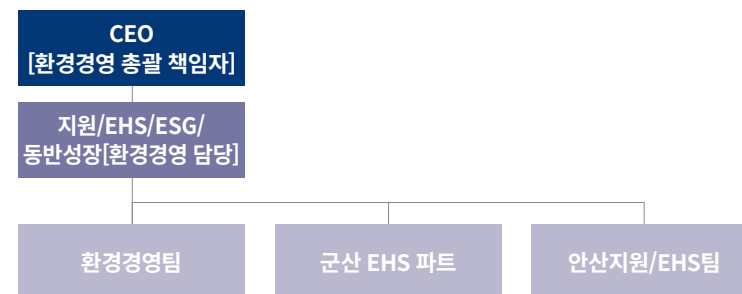 CEO
[환경경영 총괄 책임자]
지원/EHS/ESG/
동반성장[환경경영 담당]
환경경영팀
군산 EHS 파트
안산지원/EHS팀